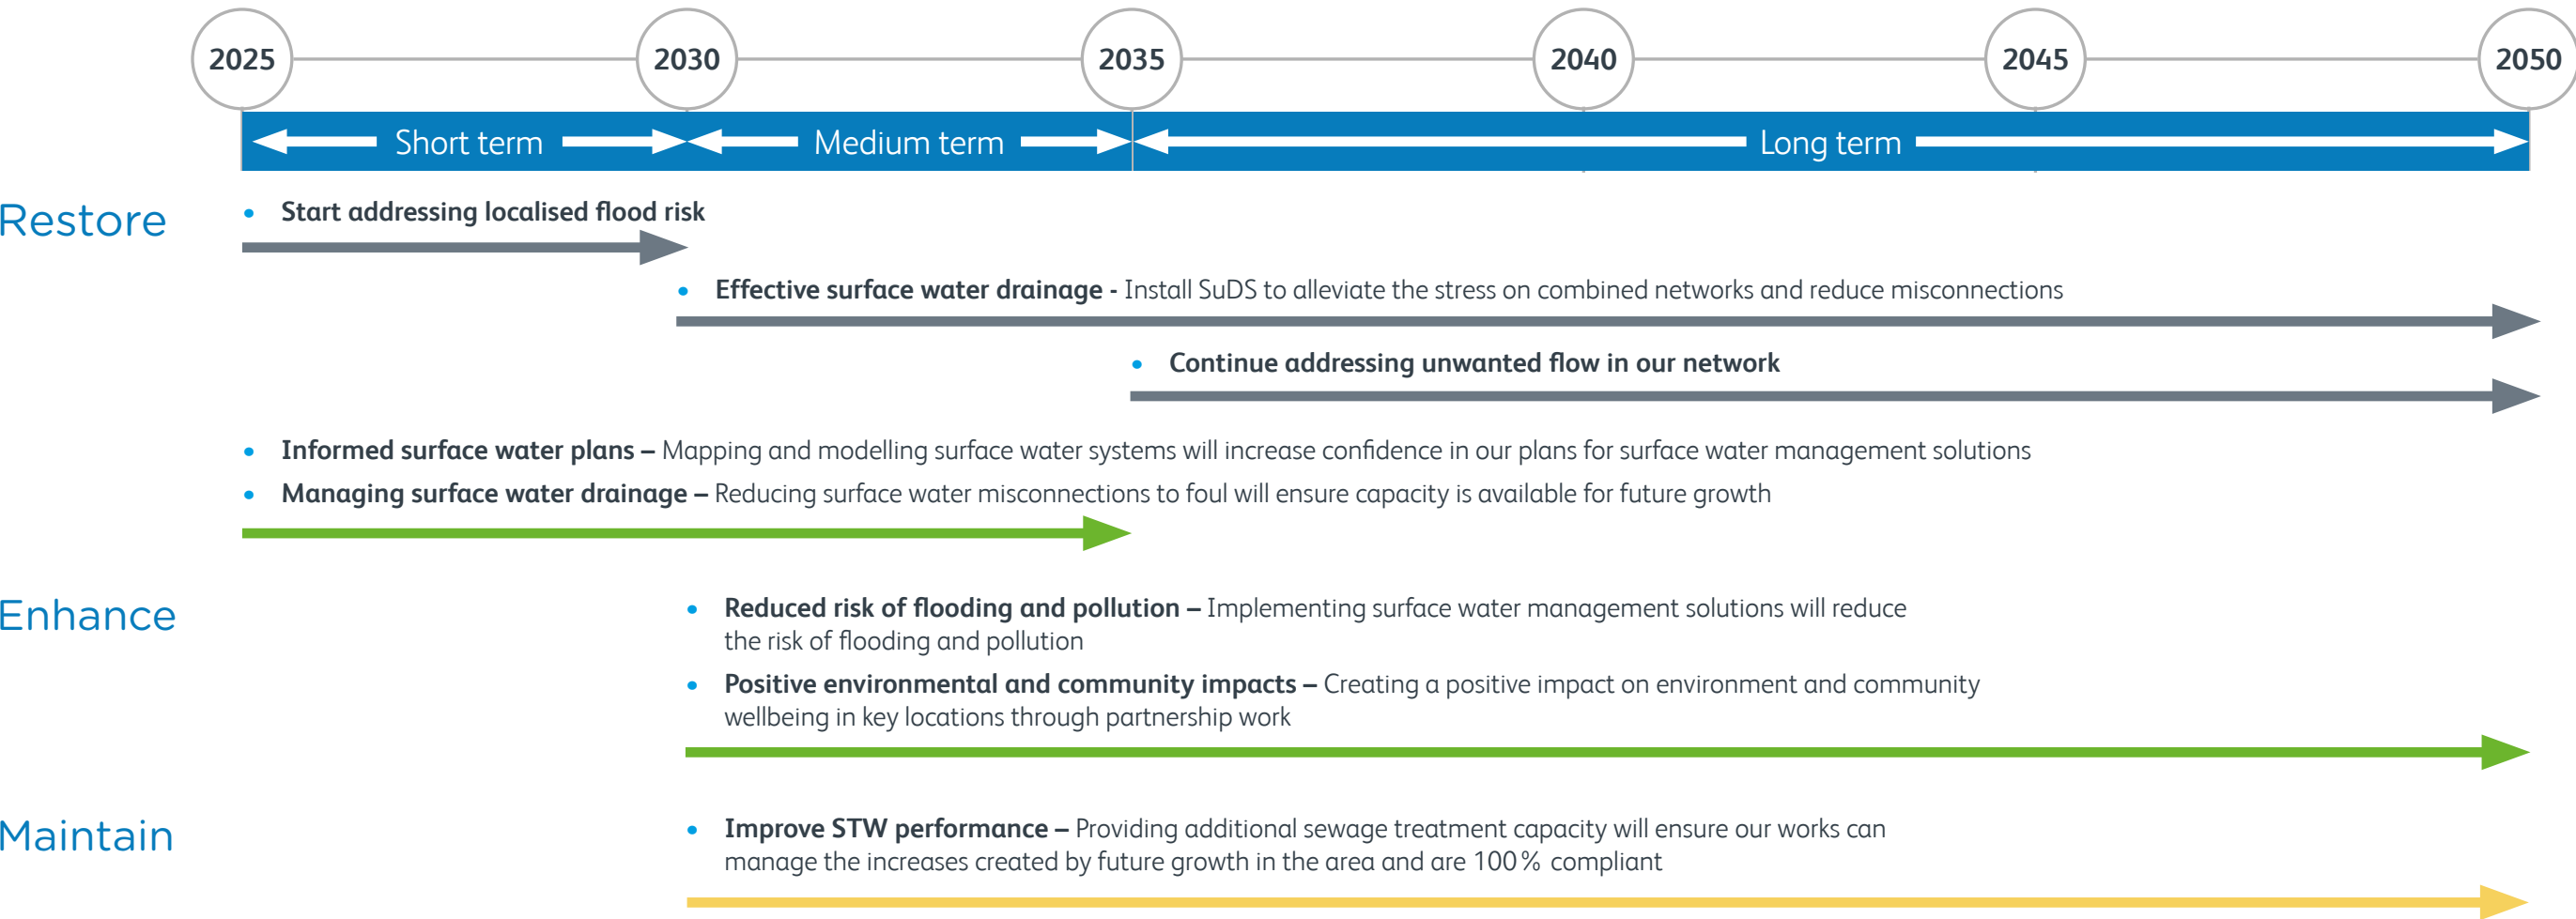 2025 2030 2035 2040 2045 2050
Short term Medium term Long term
Restore
• Start addressing localised flood risk
• Effective surface water drainage - Install SuDS to alleviate the stress on combined networks and reduce misconnections
• Continue addressing unwanted flow in our network
• Informed surface water plans – Mapping and modelling surface water systems will increase confidence in our plans for surface water management solutions
• Managing surface water drainage – Reducing surface water misconnections to foul will ensure capacity is available for future growth
Enhance
• Reduced risk of flooding and pollution – Implementing surface water management solutions will reduce
the risk of flooding and pollution
• Positive environmental and community impacts – Creating a positive impact on environment and community
wellbeing in key locations through partnership work
Maintain
• Improve STW performance – Providing additional sewage treatment capacity will ensure our works can
manage the increases created by future growth in the area and are 100% compliant